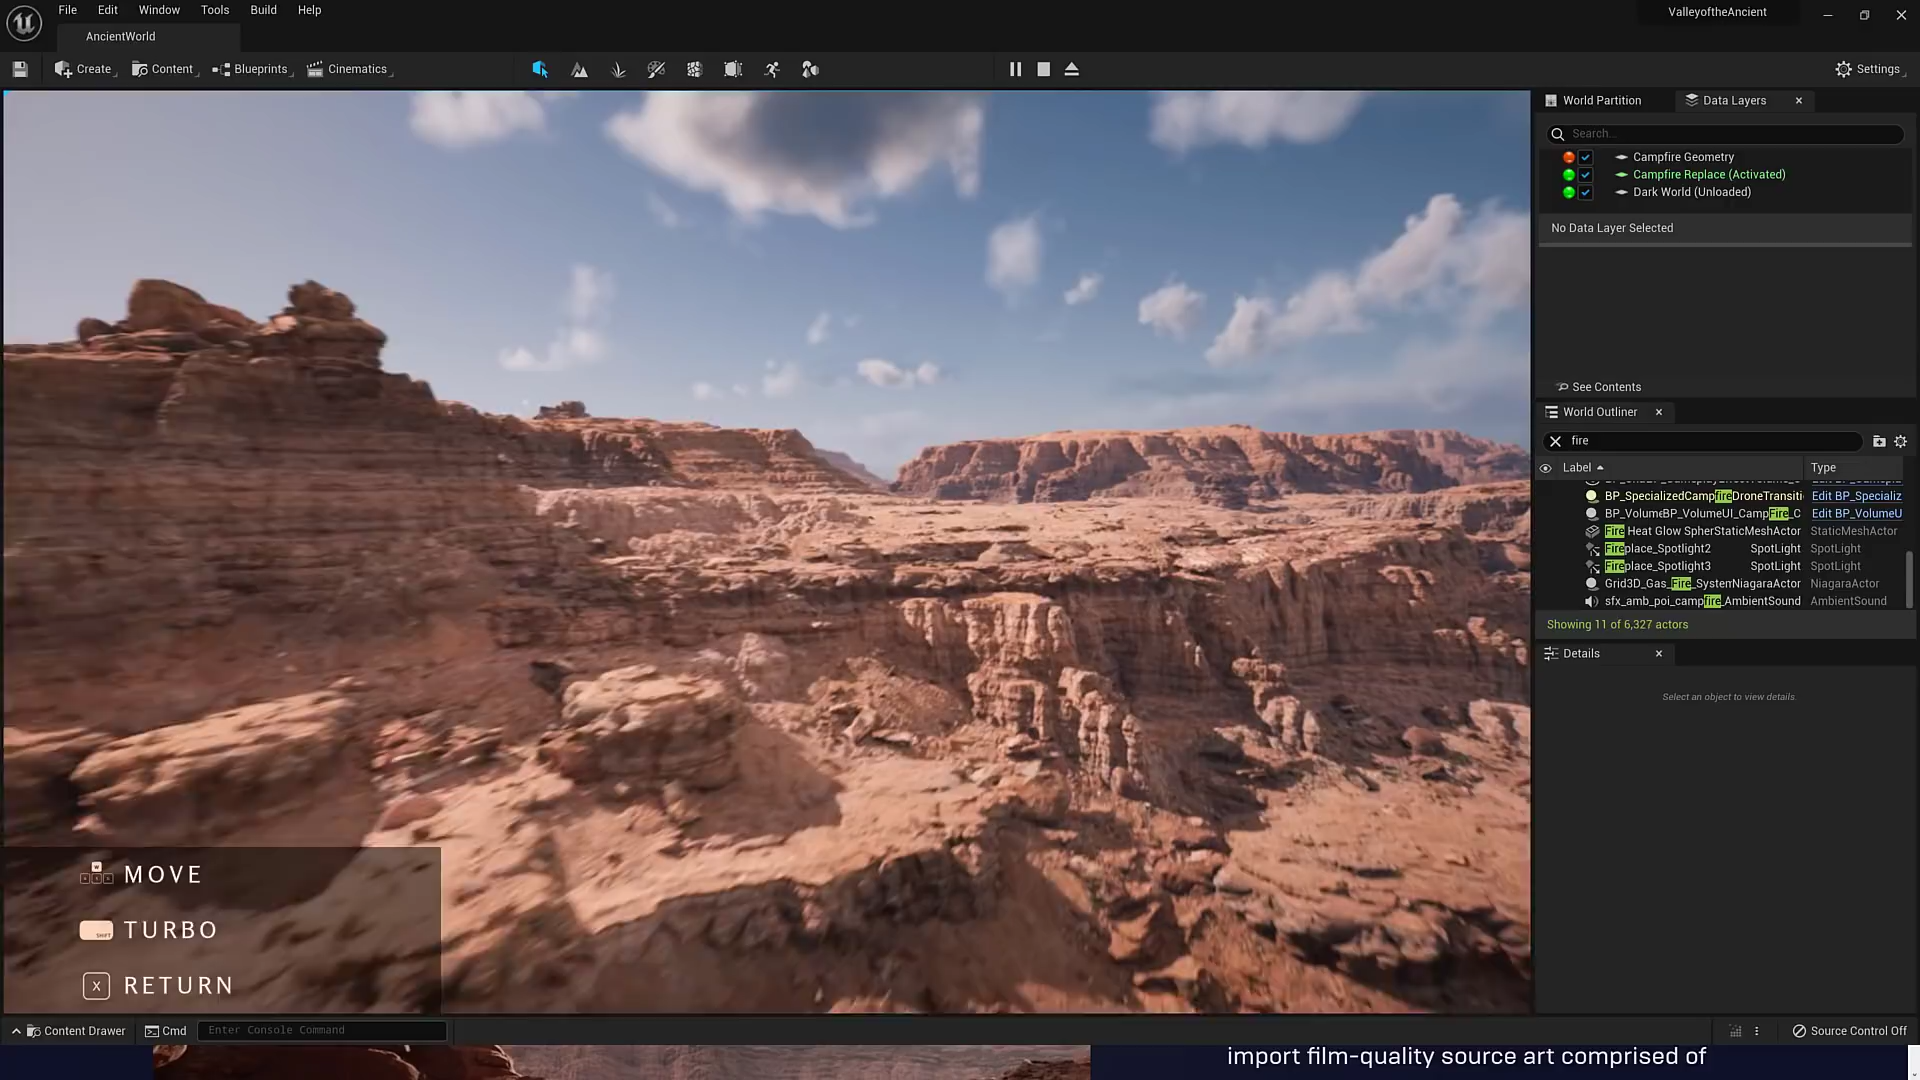 File Edit Window Tools Build Help
ValleyoftheAncient
AncientWorld
Create Content Blueprints Cinematics
Settings
World Partition Data Layers
Search...
Campfire Geometry
Campfire Replace (Activated)
Dark World (Unloaded)
No Data Layer Selected
See Contents
World Outliner
fire
Label Type
BP_SpecializedCampfireDroneTransiti Edit BP_Specializ
BP_VolumeBP_VolumeUI_CampFire_C Edit BP_VolumeU
Fire Heat Glow SpherStaticMeshActor StaticMeshActor
Fireplace_Spotlight2 SpotLight SpotLight
Fireplace_Spotlight3 SpotLight SpotLight
Grid3D_Gas_Fire_SystemNiagaraActor NiagaraActor
sfx_amb_poi_campfire_AmbientSound AmbientSound
Showing 11 of 6,327 actors
Details
Select an object to view details.
W
MOVE
SHIFT
TURBO
X
RETURN
Content Drawer Cmd Enter Console Command
Source Control Off
import film-quality source art comprised of